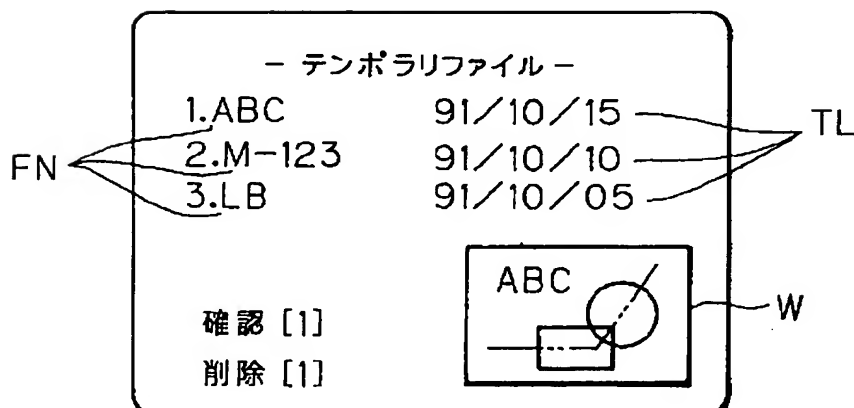 - テンポラリファイル -
1.ABC 91/10/15
2.M-123 91/10/10
3.LB 91/10/05
FN
TL
ABC
W
確認 [1]
削除 [1]